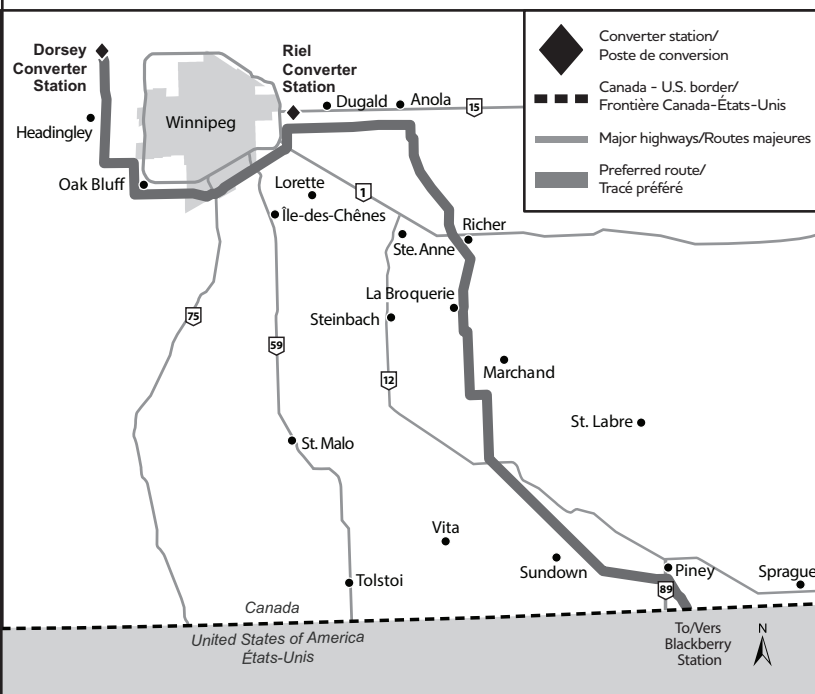 Dorsey
Converter
Station
Riel
Converter
Station
Converter station/
Poste de conversion
Canada - U.S. border/
Frontière Canada-États-Unis
Major highways/Routes majeures
Preferred route/
Tracé préféré
Headingley
Winnipeg
Dugald
Anola
15
Oak Bluff
Lorette
1
Île-des-Chênes
Ste. Anne
Richer
La Broquerie
Steinbach
75
59
12
Marchand
St. Labre
St. Malo
Vita
Sundown
Piney
Sprague
89
Tolstoi
Canada
United States of America
États-Unis
To/Vers
Blackberry
Station
N